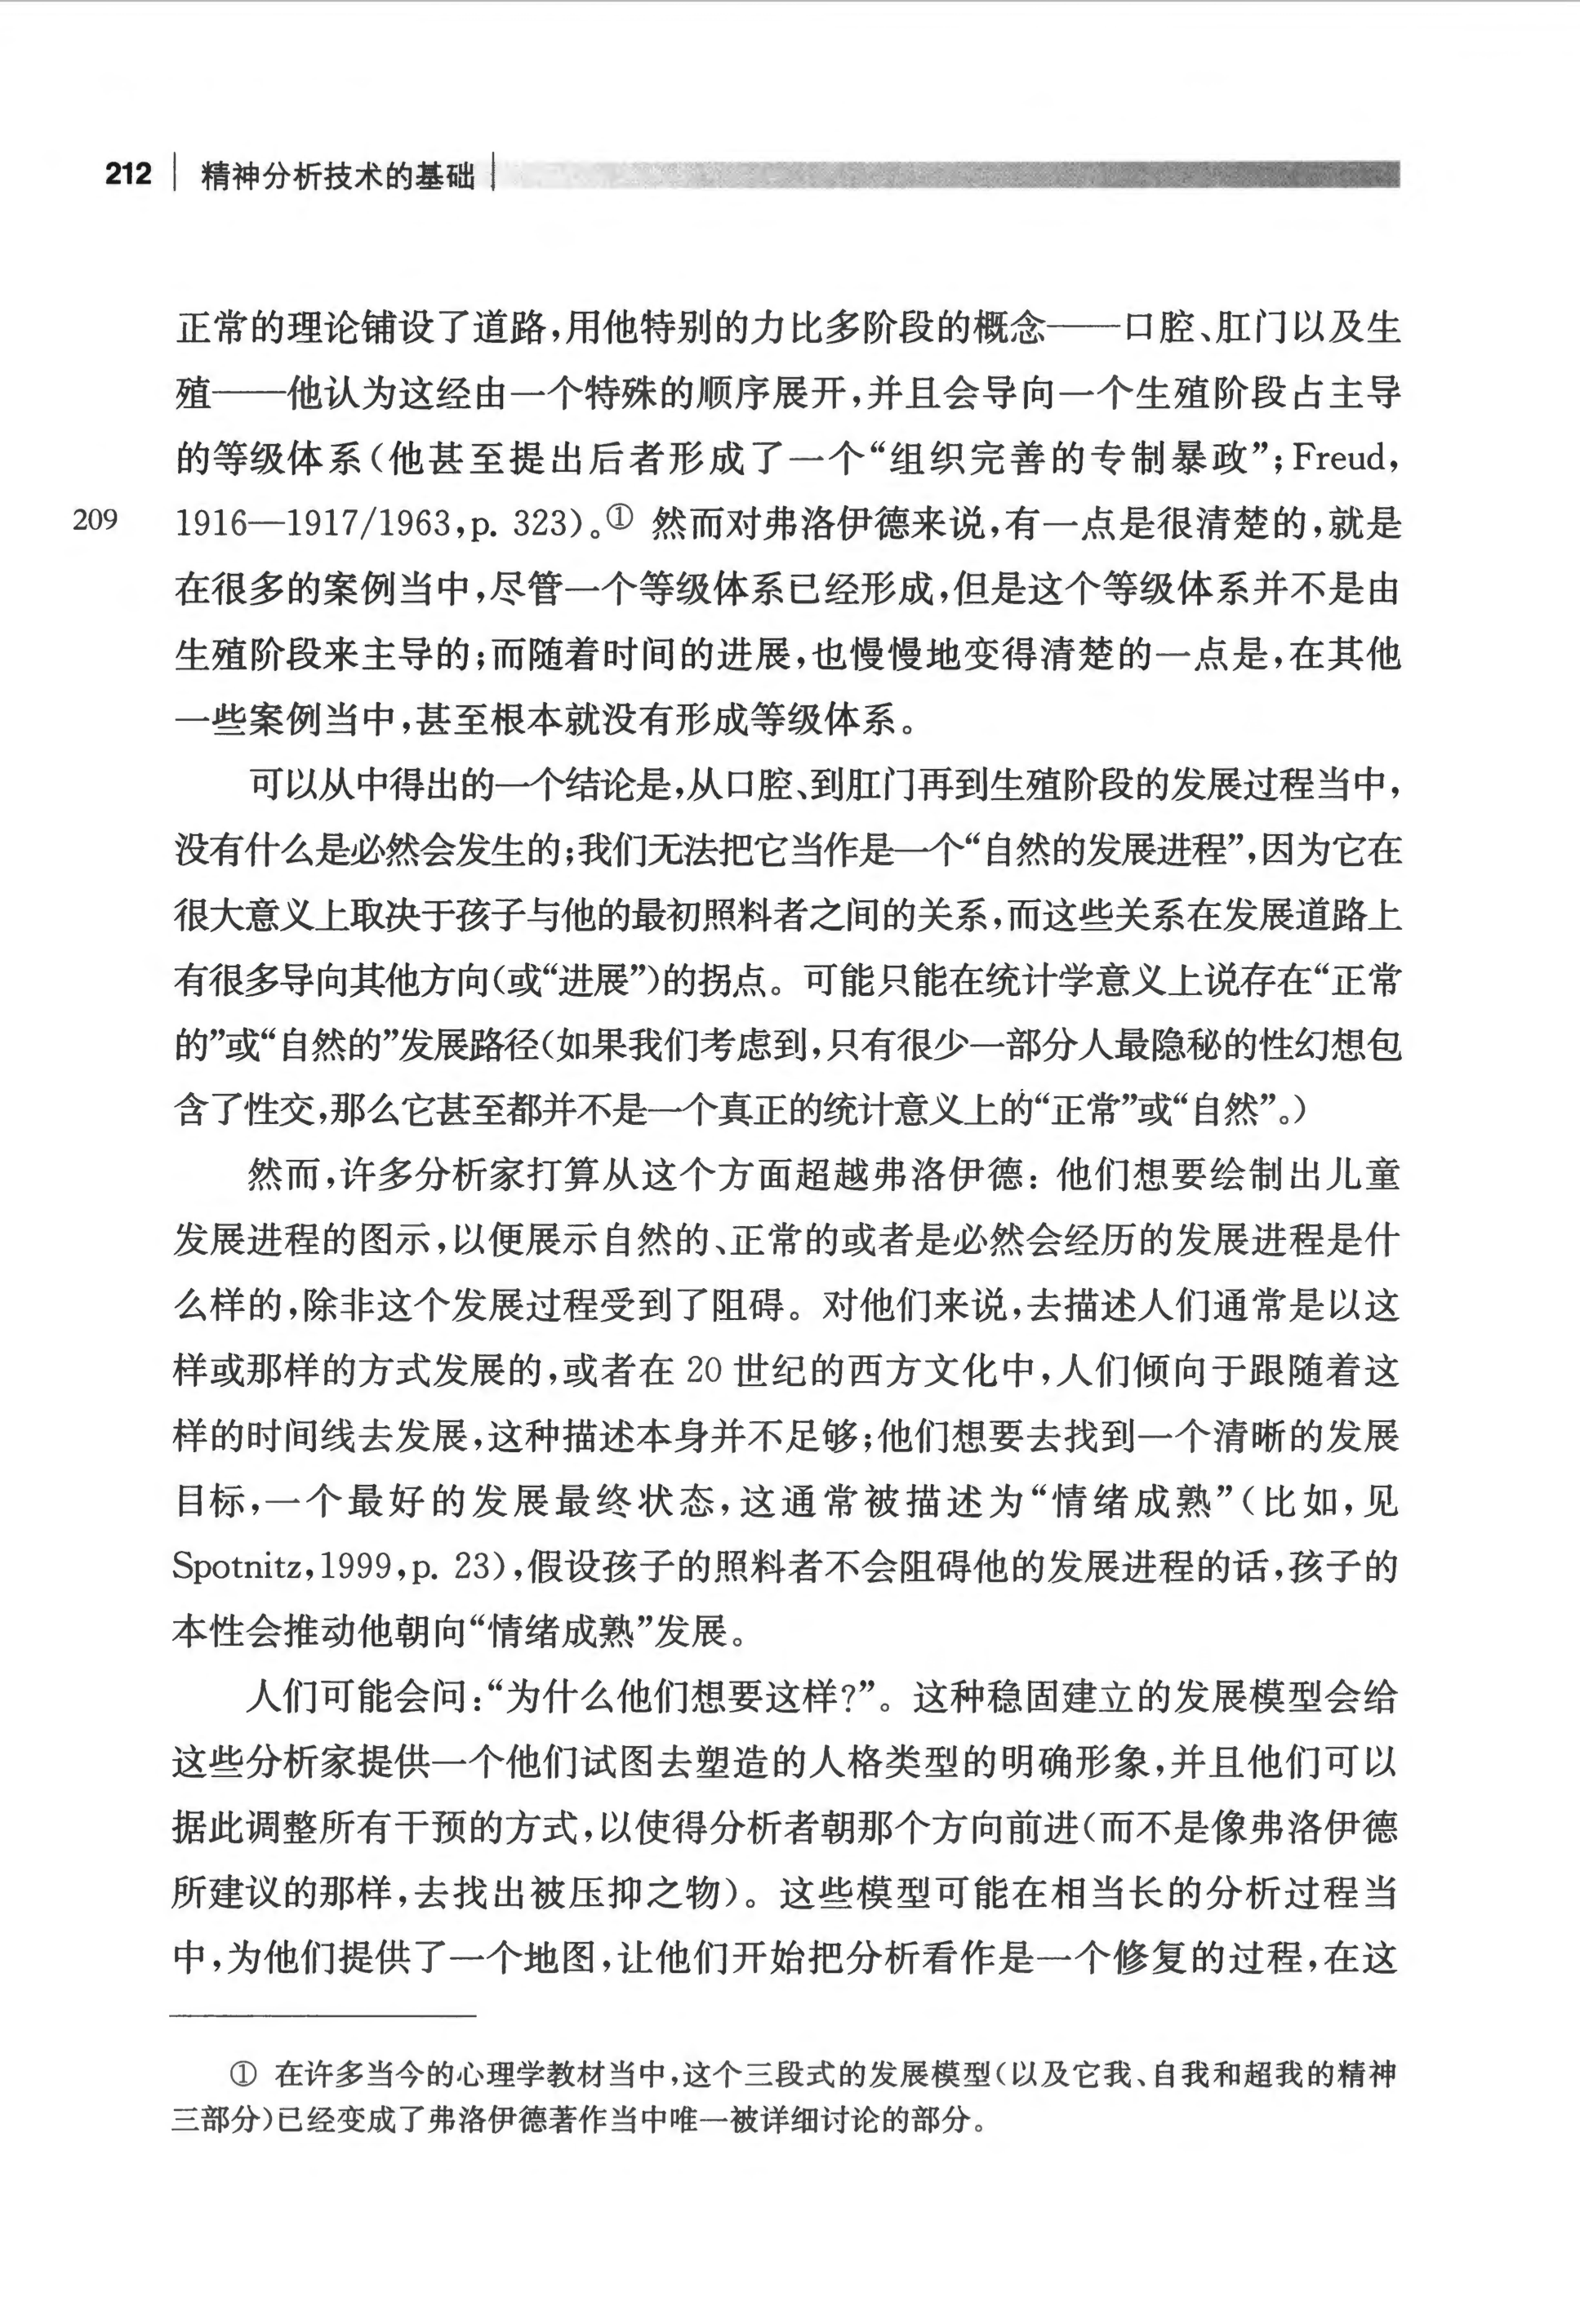 212 精神分析技术的基础
正常的理论铺设了道路,用他特别的力比多阶段的概念——口腔、肛门以及生
殖——他认为这经由一个特殊的顺序展开,并且会导向一个生殖阶段占主导
的等级体系(他甚至提出后者形成了一个“组织完善的专制暴政”;Freud,
209 1916—1917/1963,p. 323)。① 然而对弗洛伊德来说,有一点是很清楚的,就是
在很多的案例当中,尽管一个等级体系已经形成,但是这个等级体系并不是由
生殖阶段来主导的;而随着时间的进展,也慢慢地变得清楚的一点是,在其他
一些案例当中,甚至根本就没有形成等级体系。
可以从中得出的一个结论是,从口腔、到肛门再到生殖阶段的发展过程当中,
没有什么是必然会发生的;我们无法把它当作是一个“自然的发展进程”,因为它在
很大意义上取决于孩子与他的最初照料者之间的关系,而这些关系在发展道路上
有很多导向其他方向(或“进展”)的拐点。可能只能在统计学意义上说存在“正常
的”或“自然的”发展路径(如果我们考虑到,只有很少一部分人最隐秘的性幻想包
含了性交,那么它甚至都并不是一个真正的统计意义上的“正常”或“自然”。)
然而,许多分析家打算从这个方面超越弗洛伊德: 他们想要绘制出儿童
发展进程的图示,以便展示自然的、正常的或者是必然会经历的发展进程是什
么样的,除非这个发展过程受到了阻碍。对他们来说,去描述人们通常是以这
样或那样的方式发展的,或者在 20 世纪的西方文化中,人们倾向于跟随着这
样的时间线去发展,这种描述本身并不足够;他们想要去找到一个清晰的发展
目标,一个最好的发展最终状态,这通常被描述为“情绪成熟”(比如,见
Spotnitz,1999,p. 23),假设孩子的照料者不会阻碍他的发展进程的话,孩子的
本性会推动他朝向“情绪成熟”发展。
人们可能会问:“为什么他们想要这样?”。这种稳固建立的发展模型会给
这些分析家提供一个他们试图去塑造的人格类型的明确形象,并且他们可以
据此调整所有干预的方式,以使得分析者朝那个方向前进(而不是像弗洛伊德
所建议的那样,去找出被压抑之物)。这些模型可能在相当长的分析过程当
中,为他们提供了一个地图,让他们开始把分析看作是一个修复的过程,在这
① 在许多当今的心理学教材当中,这个三段式的发展模型(以及它我、自我和超我的精神
三部分)已经变成了弗洛伊德著作当中唯一被详细讨论的部分。